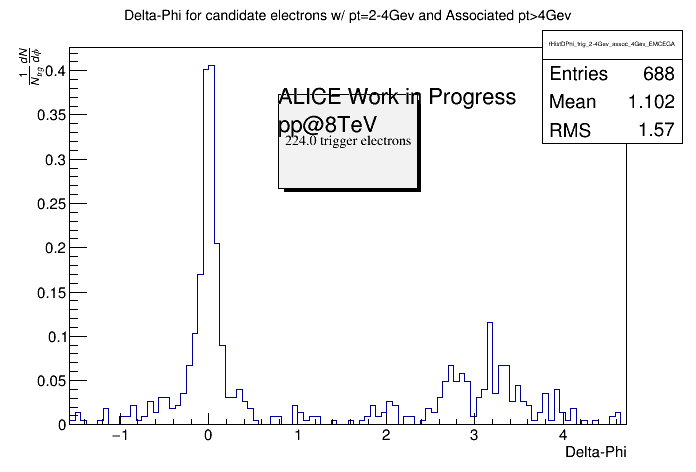 Delta-Phi for candidate electrons w/ pt=2-4Gev and Associated pt>4Gev
fHistDPhi_trig_2-4Gev_assoc_4Gev_EMCEGA
Entries 688
Mean 1.102
RMS 1.57
ALICE Work in Progress
pp@8TeV
224.0 trigger electrons
1/N_trg dN/dϕ
0.4
0.35
0.3
0.25
0.2
0.15
0.1
0.05
0
−1 0 1 2 3 4
Delta-Phi